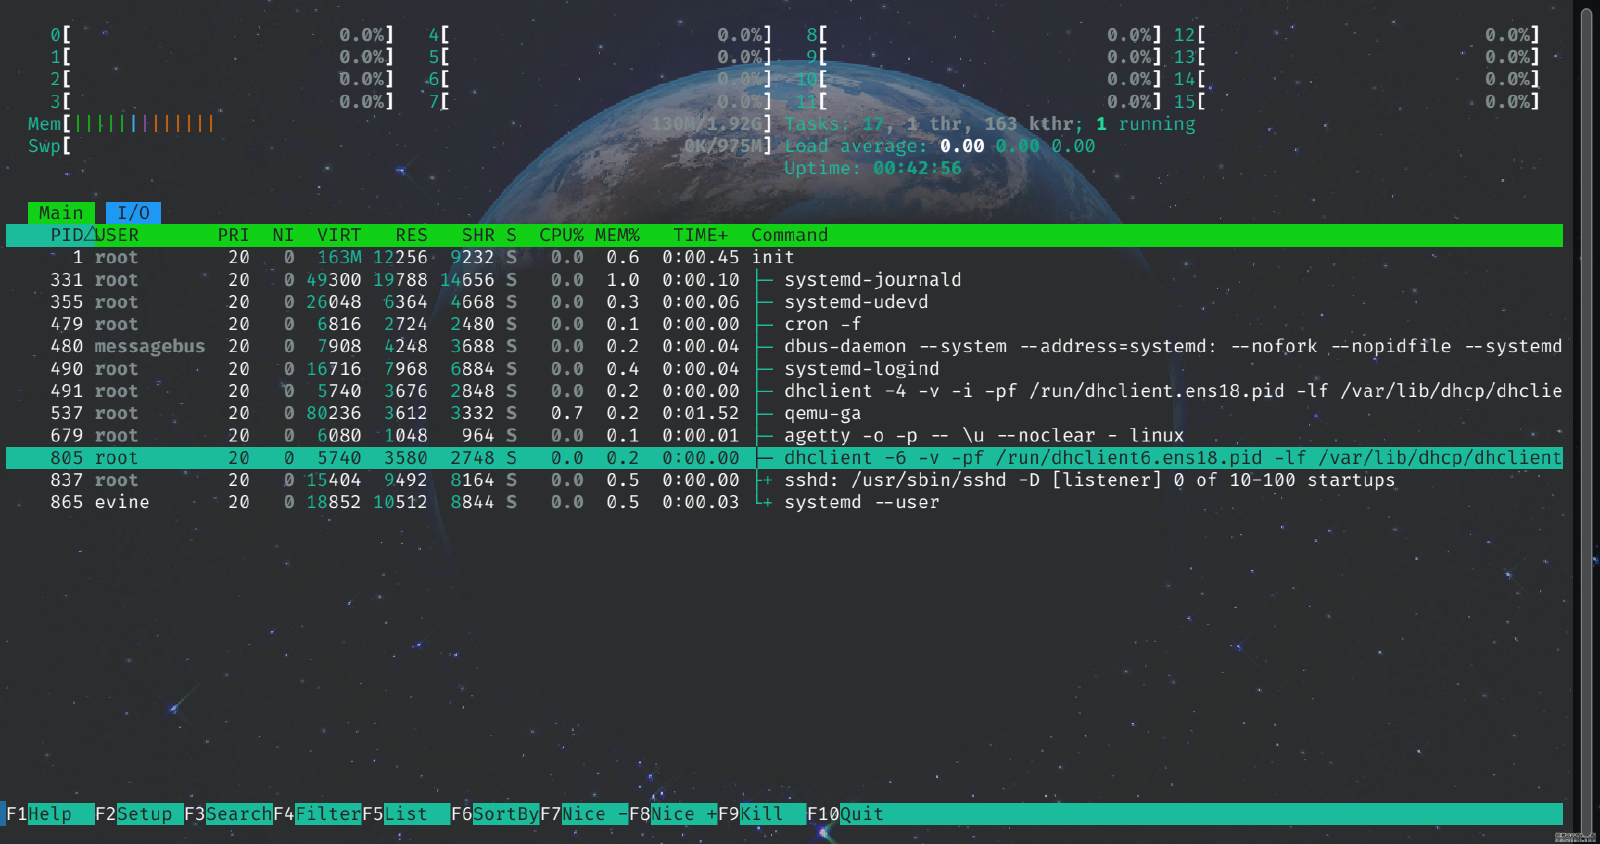 0[ 0.0%] 4[ 0.0%] 8[ 0.0%] 12[ 0.0%]
1[ 0.0%] 5[ 0.0%] 9[ 0.0%] 13[ 0.0%]
2[ 0.0%] 6[ 0.0%] 10[ 0.0%] 14[ 0.0%]
3[ 0.0%] 7[ 0.0%] 11[ 0.0%] 15[ 0.0%]
Mem[||||||||||||||| 130M/1.92G] Tasks: 17, 1 thr, 163 kthr; 1 running
Swp[ 0K/975M] Load average: 0.00 0.00 0.00
Uptime: 00:42:56
Main I/O
PID△USER PRI NI VIRT RES SHR S CPU% MEM% TIME+ Command
1 root 20 0 163M 12256 9232 S 0.0 0.6 0:00.45 init
331 root 20 0 49300 19788 14656 S 0.0 1.0 0:00.10 ├─ systemd-journald
355 root 20 0 26048 6364 4668 S 0.0 0.3 0:00.06 ├─ systemd-udevd
479 root 20 0 6816 2724 2480 S 0.0 0.1 0:00.00 ├─ cron -f
480 messagebus 20 0 7908 4248 3688 S 0.0 0.2 0:00.04 ├─ dbus-daemon --system --address=systemd: --nofork --nopidfile --systemd
490 root 20 0 16716 7968 6884 S 0.0 0.4 0:00.04 ├─ systemd-logind
491 root 20 0 5740 3676 2848 S 0.0 0.2 0:00.00 ├─ dhclient -4 -v -i -pf /run/dhclient.ens18.pid -lf /var/lib/dhcp/dhclie
537 root 20 0 80236 3612 3332 S 0.7 0.2 0:01.52 ├─ qemu-ga
679 root 20 0 6080 1048 964 S 0.0 0.1 0:00.01 ├─ agetty -o -p -- \u --noclear - linux
805 root 20 0 5740 3580 2748 S 0.0 0.2 0:00.00 ├─ dhclient -6 -v -pf /run/dhclient6.ens18.pid -lf /var/lib/dhcp/dhclient
837 root 20 0 15404 9492 8164 S 0.0 0.5 0:00.00 ├+ sshd: /usr/sbin/sshd -D [listener] 0 of 10-100 startups
865 evine 20 0 18852 10512 8844 S 0.0 0.5 0:00.03 └+ systemd --user
F1Help F2Setup F3SearchF4FilterF5List F6SortByF7Nice -F8Nice +F9Kill F10Quit